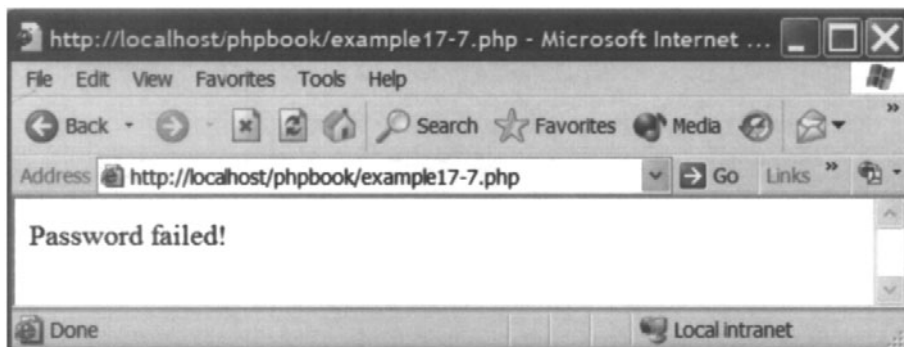 http://localhost/phpbook/example17-7.php - Microsoft Internet ...
File Edit View Favorites Tools Help
Back Search Favorites Media »
Address http://localhost/phpbook/example17-7.php Go Links »
Password failed!
Done Local intranet